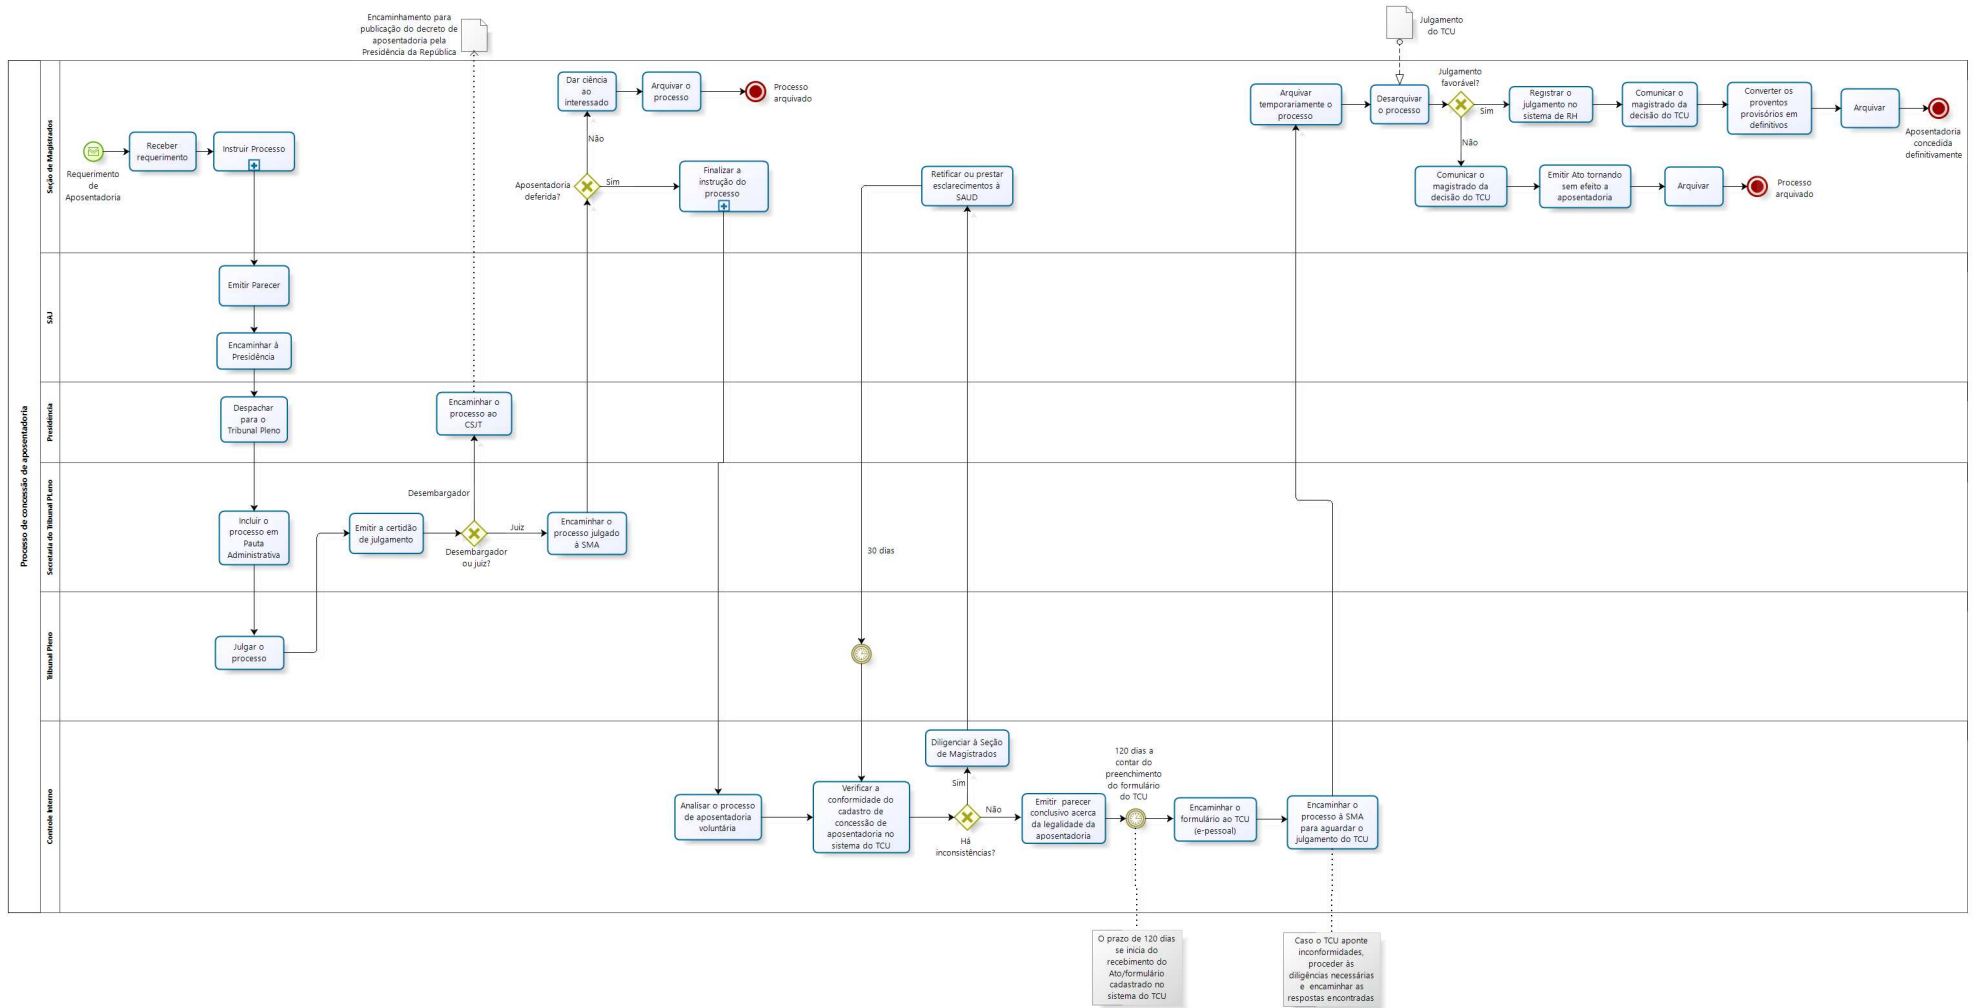 Encaminhamento para
publicação do decreto de
aposentadoria pela
Presidência da República
Julgamento
do TCU
Processo de concessão de aposentadoria
Seção de Magistrados
Requerimento
de
Aposentadoria
Receber
requerimento
Instruir Processo
Dar ciência
ao
interessado
Arquivar o
processo
Processo
arquivado
Não
Aposentadoria
deferida?
Sim
Finalizar a
instrução do
processo
Retificar ou prestar
esclarecimentos à
SAUD
Arquivar
temporariamente o
processo
Desarquivar
o processo
Julgamento
favorável?
Sim
Registrar o
julgamento no
sistema de RH
Comunicar o
magistrado da
decisão do TCU
Converter os
proventos
provisórios em
definitivos
Arquivar
Aposentadoria
concedida
definitivamente
Não
Comunicar o
magistrado da
decisão do TCU
Emitir Ato tornando
sem efeito a
aposentadoria
Arquivar
Processo
arquivado
SAJ
Emitir Parecer
Encaminhar à
Presidência
Presidência
Despachar
para o
Tribunal Pleno
Encaminhar o
processo ao
CSJT
Secretaria do Tribunal PLeno
Incluir o
processo em
Pauta
Administrativa
Emitir a certidão
de julgamento
Desembargador
Desembargador
ou juiz?
Juiz
Encaminhar o
processo julgado
à SMA
30 dias
Tribunal Pleno
Julgar o
processo
Controle Interno
Analisar o processo
de aposentadoria
voluntária
Verificar a
conformidade do
cadastro de
concessão de
aposentadoria no
sistema do TCU
Diligenciar à Seção
de Magistrados
Sim
Há
inconsistências?
Não
Emitir parecer
conclusivo acerca
da legalidade da
aposentadoria
120 dias a
contar do
preenchimento
do formulário
do TCU
Encaminhar o
formulário ao TCU
(e-pessoal)
Encaminhar o
processo à SMA
para aguardar o
julgamento do TCU
O prazo de 120 dias
se inicia do
recebimento do
Ato/formulário
cadastrado no
sistema do TCU
Caso o TCU aponte
inconformidades,
proceder às
diligências necessárias
e encaminhar as
respostas encontradas